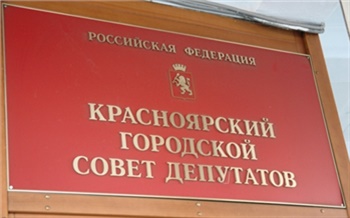 РОССИЙСКАЯ ФЕДЕРАЦИЯ
КРАСНОЯРСКИЙ
ГОРОДСКОЙ
СОВЕТ ДЕПУТАТОВ